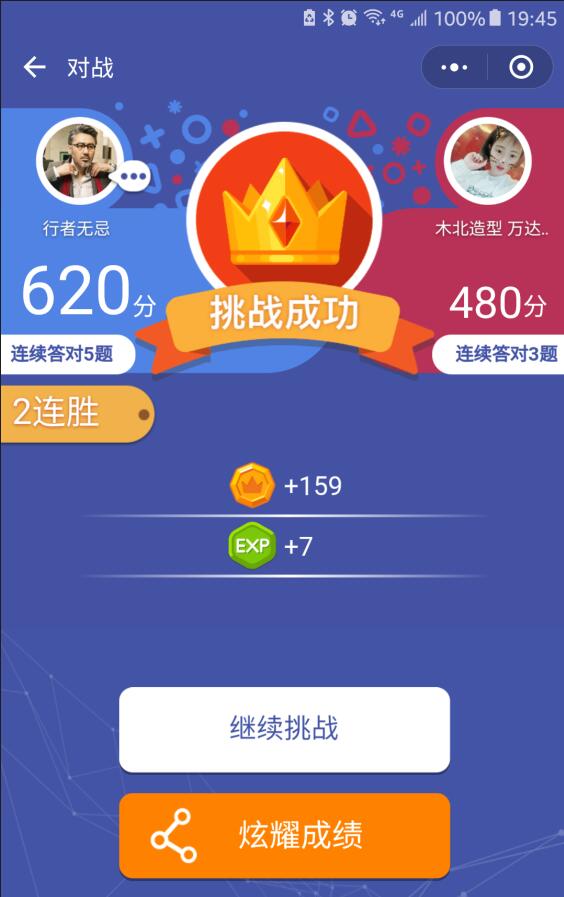 4G 100% 19:45
对战
行者无忌
木北造型 万达..
620分
480分
挑战成功
连续答对5题
连续答对3题
2连胜
+159
EXP +7
继续挑战
炫耀成绩